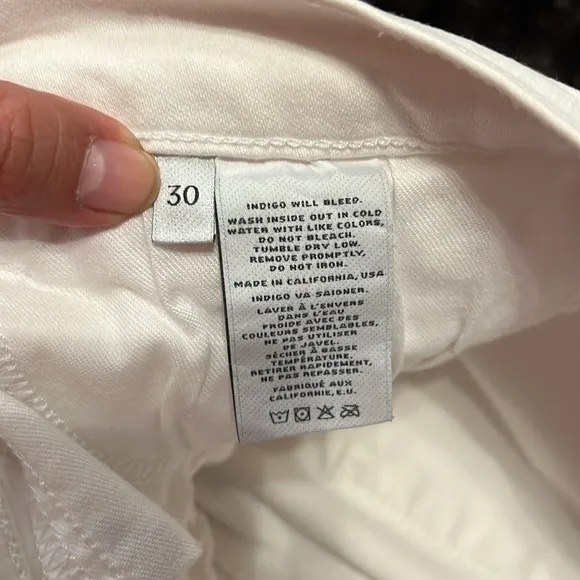 30
INDIGO WILL BLEED.
WASH INSIDE OUT IN COLD
WATER WITH LIKE COLORS,
DO NOT BLEACH.
TUMBLE DRY LOW.
REMOVE PROMPTLY,
DO NOT IRON.
MADE IN CALIFORNIA, USA
INDIGO VA SAIGNER.
LAVER À L'ENVERS
DANS L'EAU
FROIDE AVEC DES
COULEURS SEMBLABLES,
NE PAS UTILISER
DE JAVEL.
SÉCHER À BASSE
TEMPÉRATURE.
RETIRER RAPIDEMENT,
NE PAS REPASSER.
FABRIQUÉ AUX
CALIFORNIE, E.U.